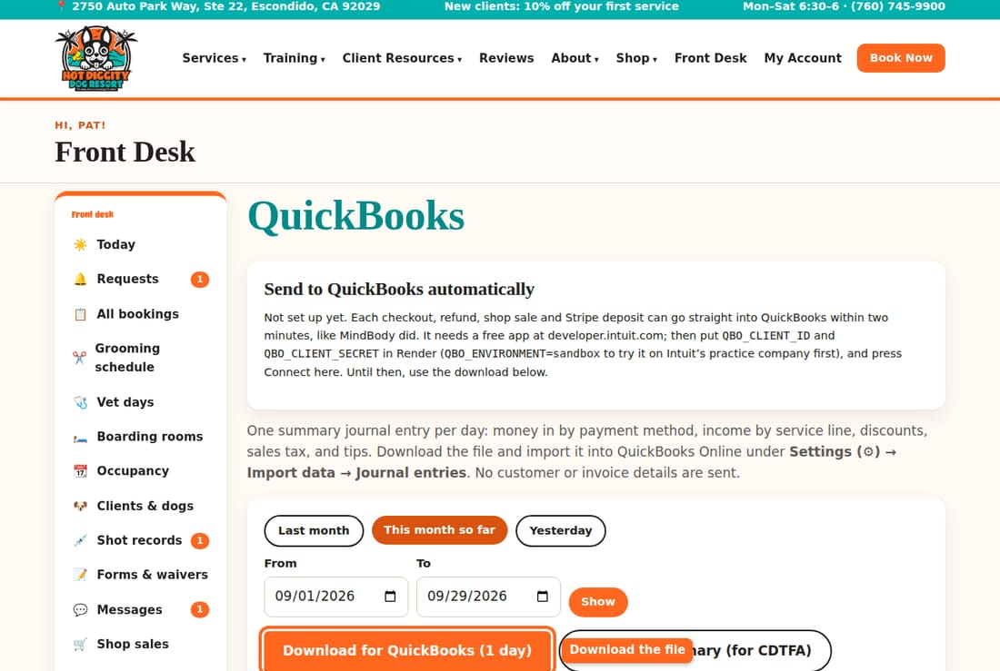 2750 Auto Park Way, Ste 22, Escondido, CA 92029
New clients: 10% off your first service
Mon–Sat 6:30–6 · (760) 745-9900
HOT DIGGITY
DOG RESORT
Services ▾
Training ▾
Client Resources ▾
Reviews
About ▾
Shop ▾
Front Desk
My Account
Book Now
HI, PAT!
Front Desk
Front desk
Today
Requests 1
All bookings
Grooming
schedule
Vet days
Boarding rooms
Occupancy
Clients & dogs
Shot records 1
Forms & waivers
Messages 1
Shop sales
QuickBooks
Send to QuickBooks automatically
Not set up yet. Each checkout, refund, shop sale and Stripe deposit can go straight into QuickBooks within two
minutes, like MindBody did. It needs a free app at developer.intuit.com; then put QBO_CLIENT_ID and
QBO_CLIENT_SECRET in Render (QBO_ENVIRONMENT=sandbox to try it on Intuit’s practice company first), and press
Connect here. Until then, use the download below.
One summary journal entry per day: money in by payment method, income by service line, discounts,
sales tax, and tips. Download the file and import it into QuickBooks Online under Settings (⚙) →
Import data → Journal entries. No customer or invoice details are sent.
Last month
This month so far
Yesterday
From
To
09/01/2026
09/29/2026
Show
Download for QuickBooks (1 day)
Download the file
ary (for CDTFA)